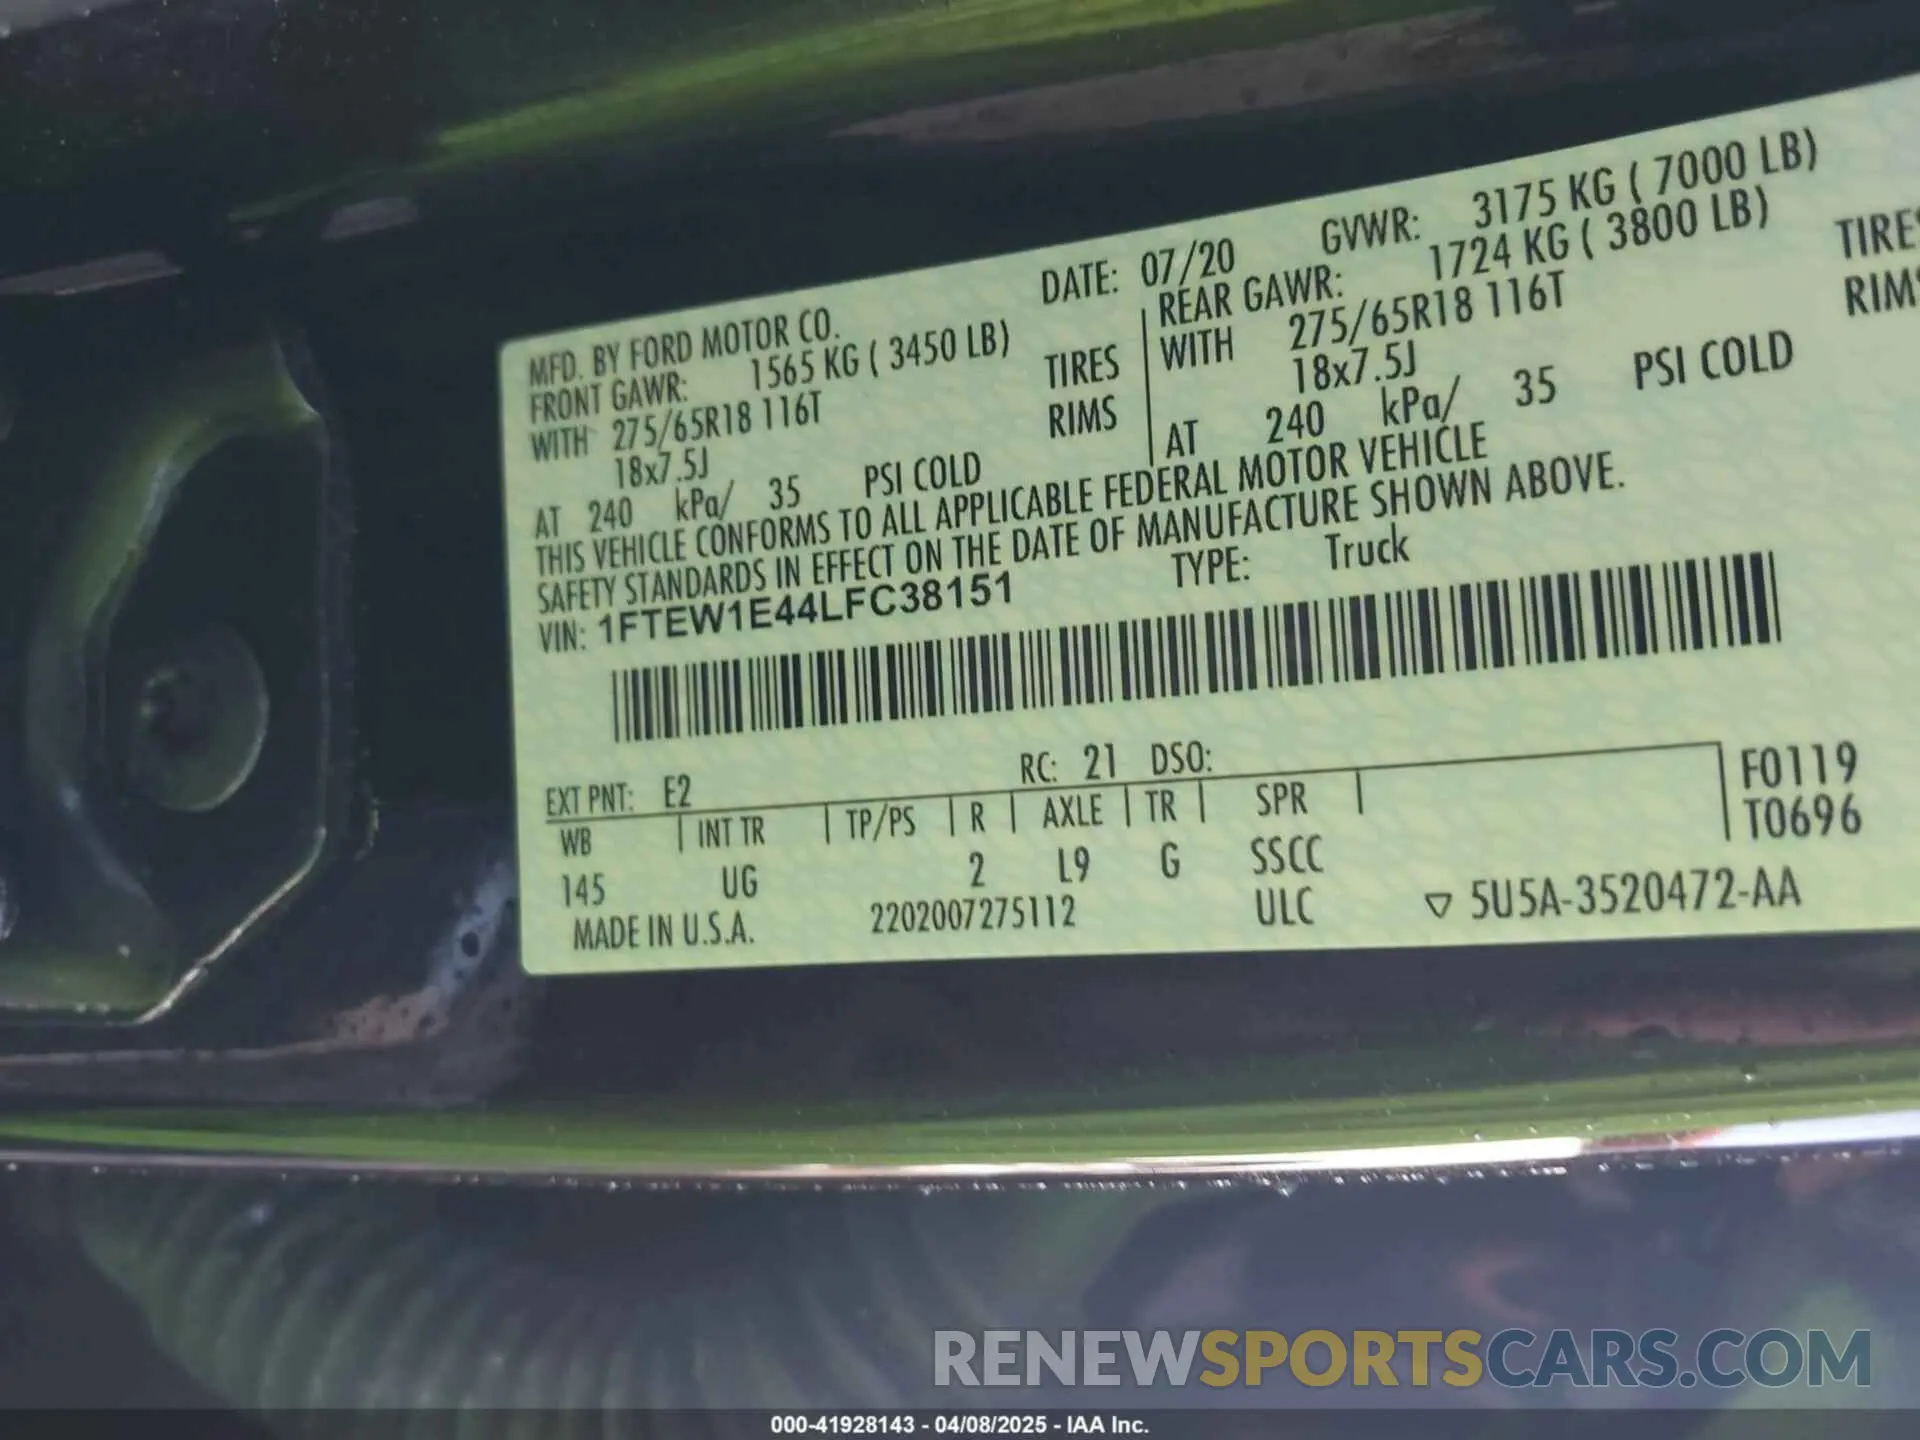 MFD. BY FORD MOTOR CO. DATE: 07/20 GVWR: 3175 KG ( 7000 LB)
FRONT GAWR: 1565 KG ( 3450 LB) REAR GAWR: 1724 KG ( 3800 LB)
WITH 275/65R18 116T TIRES WITH 275/65R18 116T TIRES
18x7.5J RIMS 18x7.5J RIMS
AT 240 kPa/ 35 PSI COLD AT 240 kPa/ 35 PSI COLD
THIS VEHICLE CONFORMS TO ALL APPLICABLE FEDERAL MOTOR VEHICLE
SAFETY STANDARDS IN EFFECT ON THE DATE OF MANUFACTURE SHOWN ABOVE.
VIN: 1FTEW1E44LFC38151 TYPE: Truck
EXT PNT: E2 RC: 21 DSO: F0119
WB INT TR TP/PS R AXLE TR SPR T0696
145 UG 2 L9 G SSCC
MADE IN U.S.A. 2202007275112 ULC ▽ 5U5A-3520472-AA
RENEWSPORTSCARS.COM
000-41928143 - 04/08/2025 - IAA Inc.